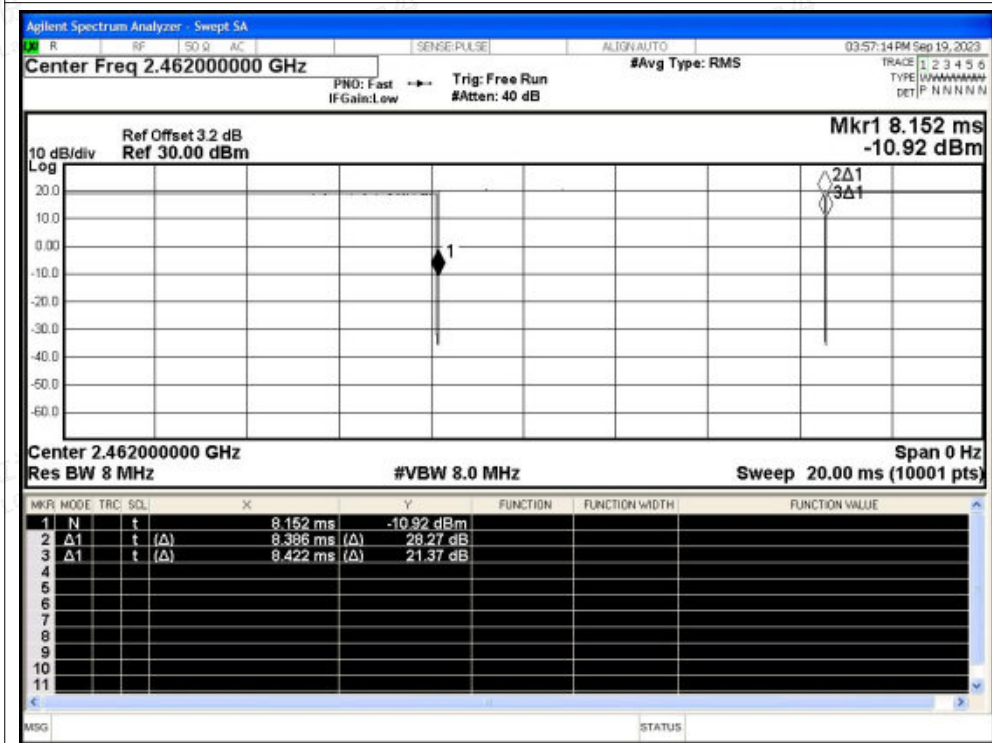 Agilent Spectrum Analyzer - Swept SA
LXI R RF 50 Ω AC SENSE:PULSE ALIGN AUTO 03:57:14 PM Sep 19, 2023
Center Freq 2.462000000 GHz
PNO: Fast
IFGain:Low
Trig: Free Run
#Atten: 40 dB
#Avg Type: RMS
TRACE 1 2 3 4 5 6
TYPE WWWWWWW
DET P N N N N N
Ref Offset 3.2 dB
10 dB/div Ref 30.00 dBm
Log
Mkr1 8.152 ms
-10.92 dBm
20.0
10.0
0.00
-10.0
-20.0
-30.0
-40.0
-50.0
-60.0
1
2Δ1
3Δ1
Center 2.462000000 GHz Span 0 Hz
Res BW 8 MHz #VBW 8.0 MHz Sweep 20.00 ms (10001 pts)
MKR MODE TRC SCL X Y FUNCTION FUNCTION WIDTH FUNCTION VALUE
1 N t 8.152 ms -10.92 dBm
2 Δ1 t (Δ) 8.386 ms (Δ) 28.27 dB
3 Δ1 t (Δ) 8.422 ms (Δ) 21.37 dB
4
5
6
7
8
9
10
11
MSG STATUS